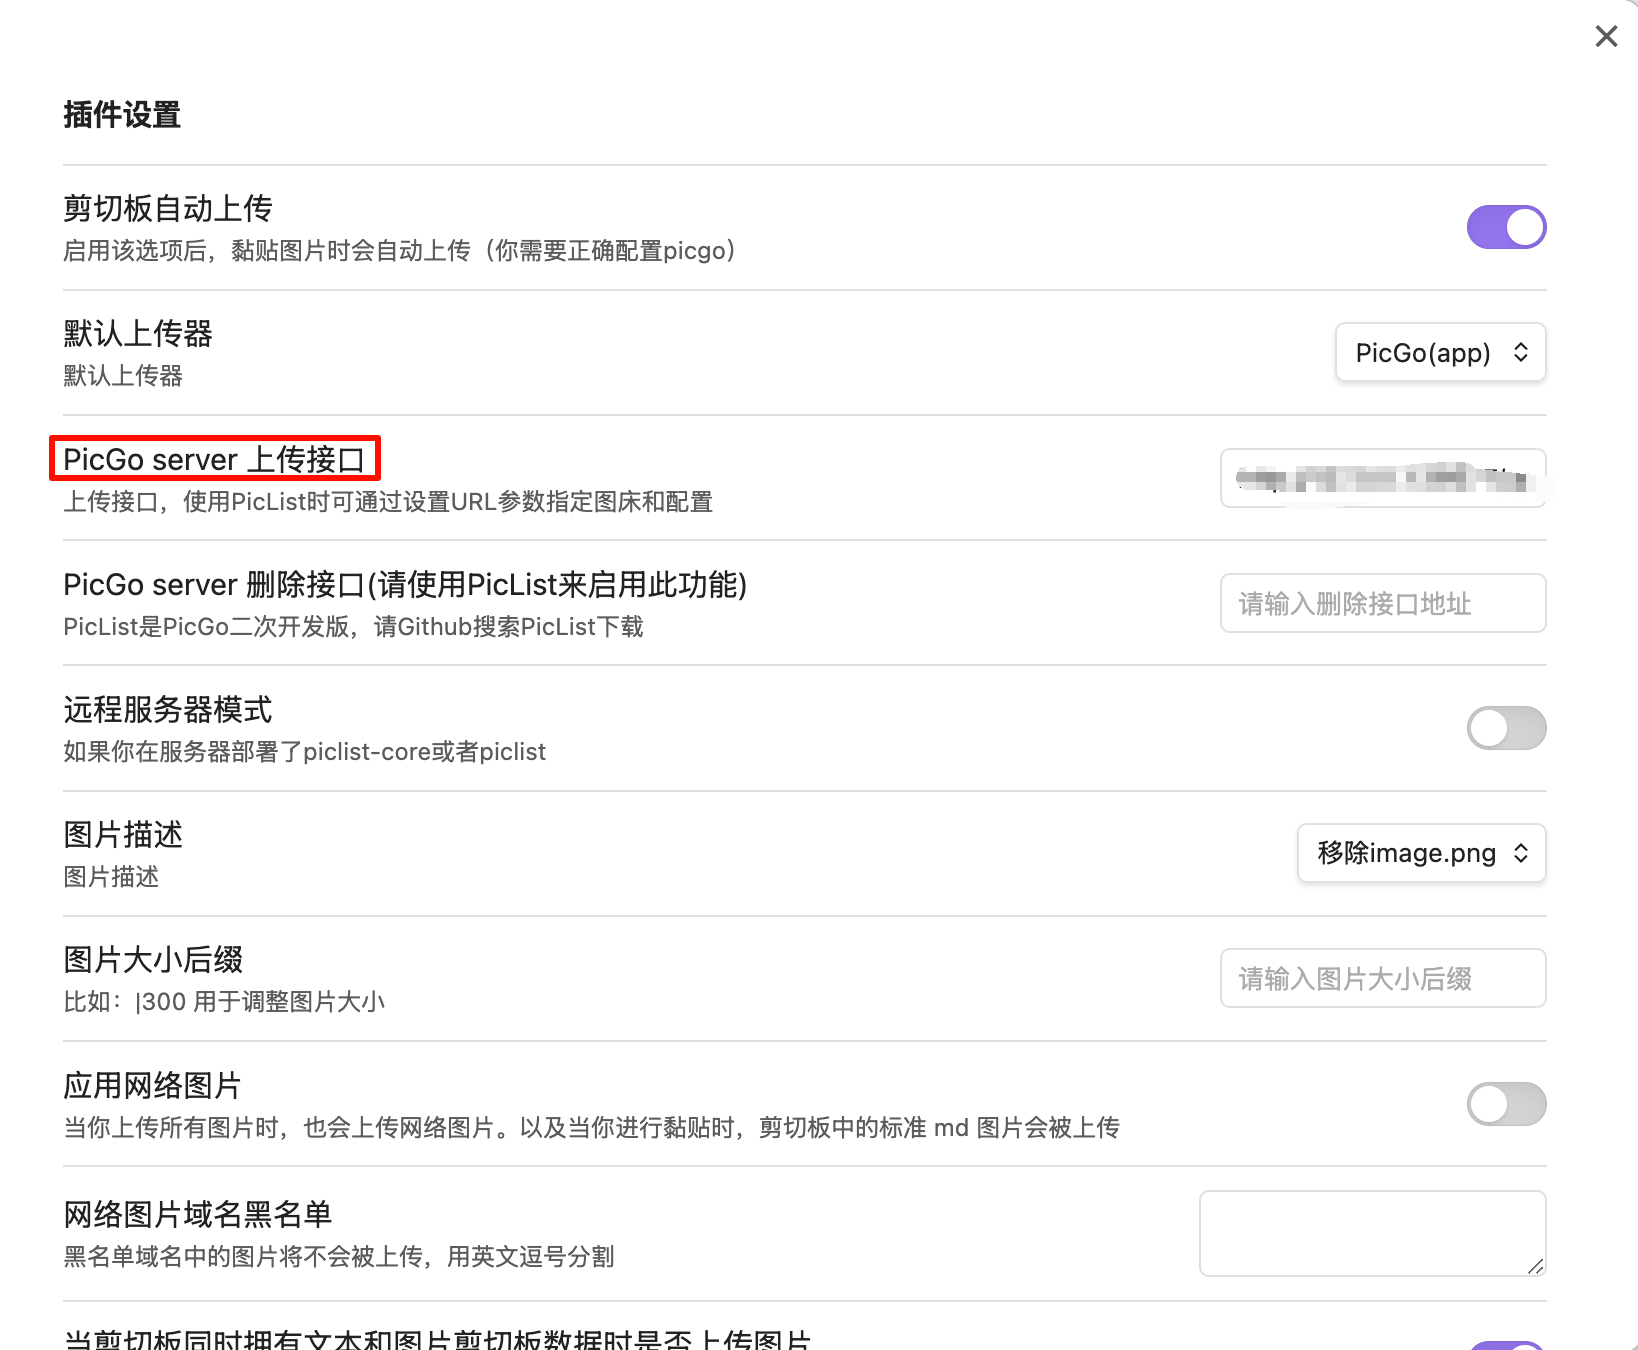 插件设置
剪切板自动上传
启用该选项后，黏贴图片时会自动上传（你需要正确配置picgo）
默认上传器
默认上传器
PicGo(app)
PicGo server 上传接口
上传接口，使用PicList时可通过设置URL参数指定图床和配置
PicGo server 删除接口(请使用PicList来启用此功能)
PicList是PicGo二次开发版，请Github搜索PicList下载
请输入删除接口地址
远程服务器模式
如果你在服务器部署了piclist-core或者piclist
图片描述
图片描述
移除image.png
图片大小后缀
比如：|300 用于调整图片大小
请输入图片大小后缀
应用网络图片
当你上传所有图片时，也会上传网络图片。以及当你进行黏贴时，剪切板中的标准 md 图片会被上传
网络图片域名黑名单
黑名单域名中的图片将不会被上传，用英文逗号分割
当剪切板同时拥有文本和图片剪切板数据时是否上传图片